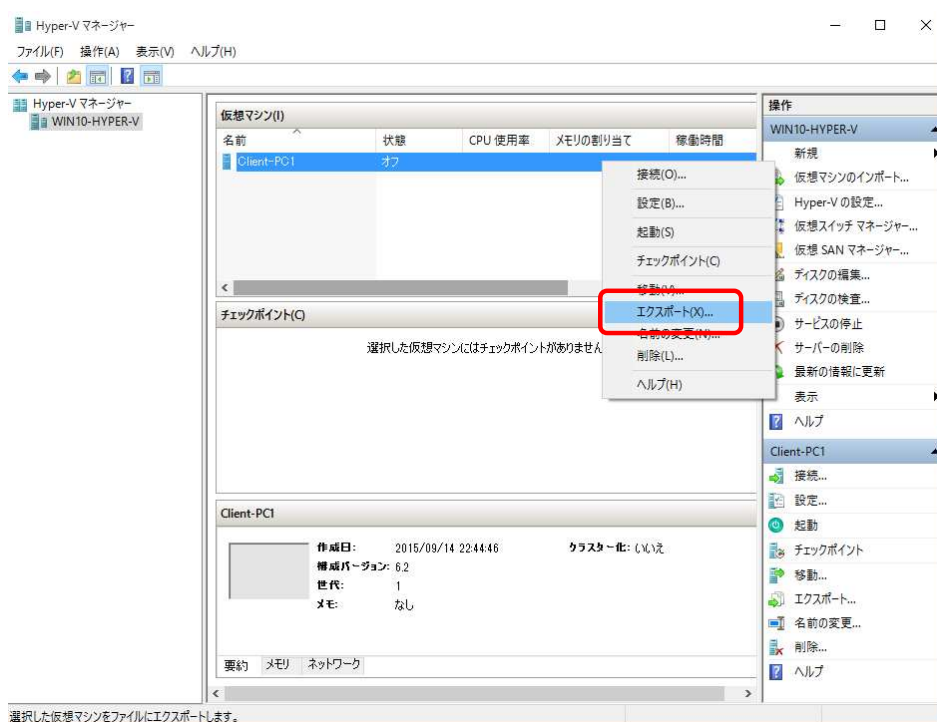 Hyper-V マネージャー
ファイル(F) 操作(A) 表示(V) ヘルプ(H)
Hyper-V マネージャー
WIN10-HYPER-V
仮想マシン(I)
名前 状態 CPU 使用率 メモリの割り当て 稼働時間
Client-PC1 オフ
接続(O)...
設定(B)...
起動(S)
チェックポイント(C)
移動(V)...
エクスポート(X)...
名前の変更(N)...
削除(L)...
ヘルプ(H)
チェックポイント(C)
選択した仮想マシンにはチェックポイントがありません
Client-PC1
作成日: 2015/09/14 22:44:46 クラスター化: いいえ
構成バージョン: 6.2
世代: 1
メモ: なし
要約 メモリ ネットワーク
操作
WIN10-HYPER-V
新規
仮想マシンのインポート...
Hyper-V の設定...
仮想スイッチ マネージャー...
仮想 SAN マネージャー...
ディスクの編集...
ディスクの検査...
サービスの停止
サーバーの削除
最新の情報に更新
表示
ヘルプ
Client-PC1
接続...
設定...
起動
チェックポイント
移動...
エクスポート...
名前の変更...
削除...
ヘルプ
選択した仮想マシンをファイルにエクスポートします。